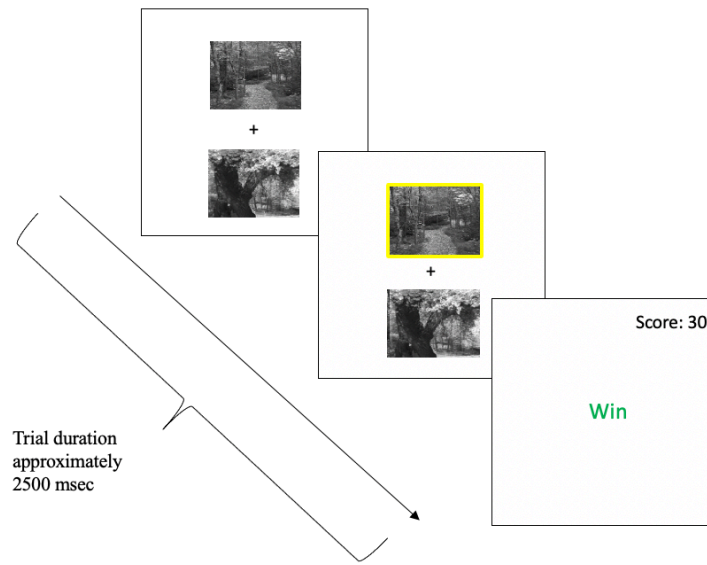 +
+
Score: 30
Win
Trial duration
approximately
2500 msec